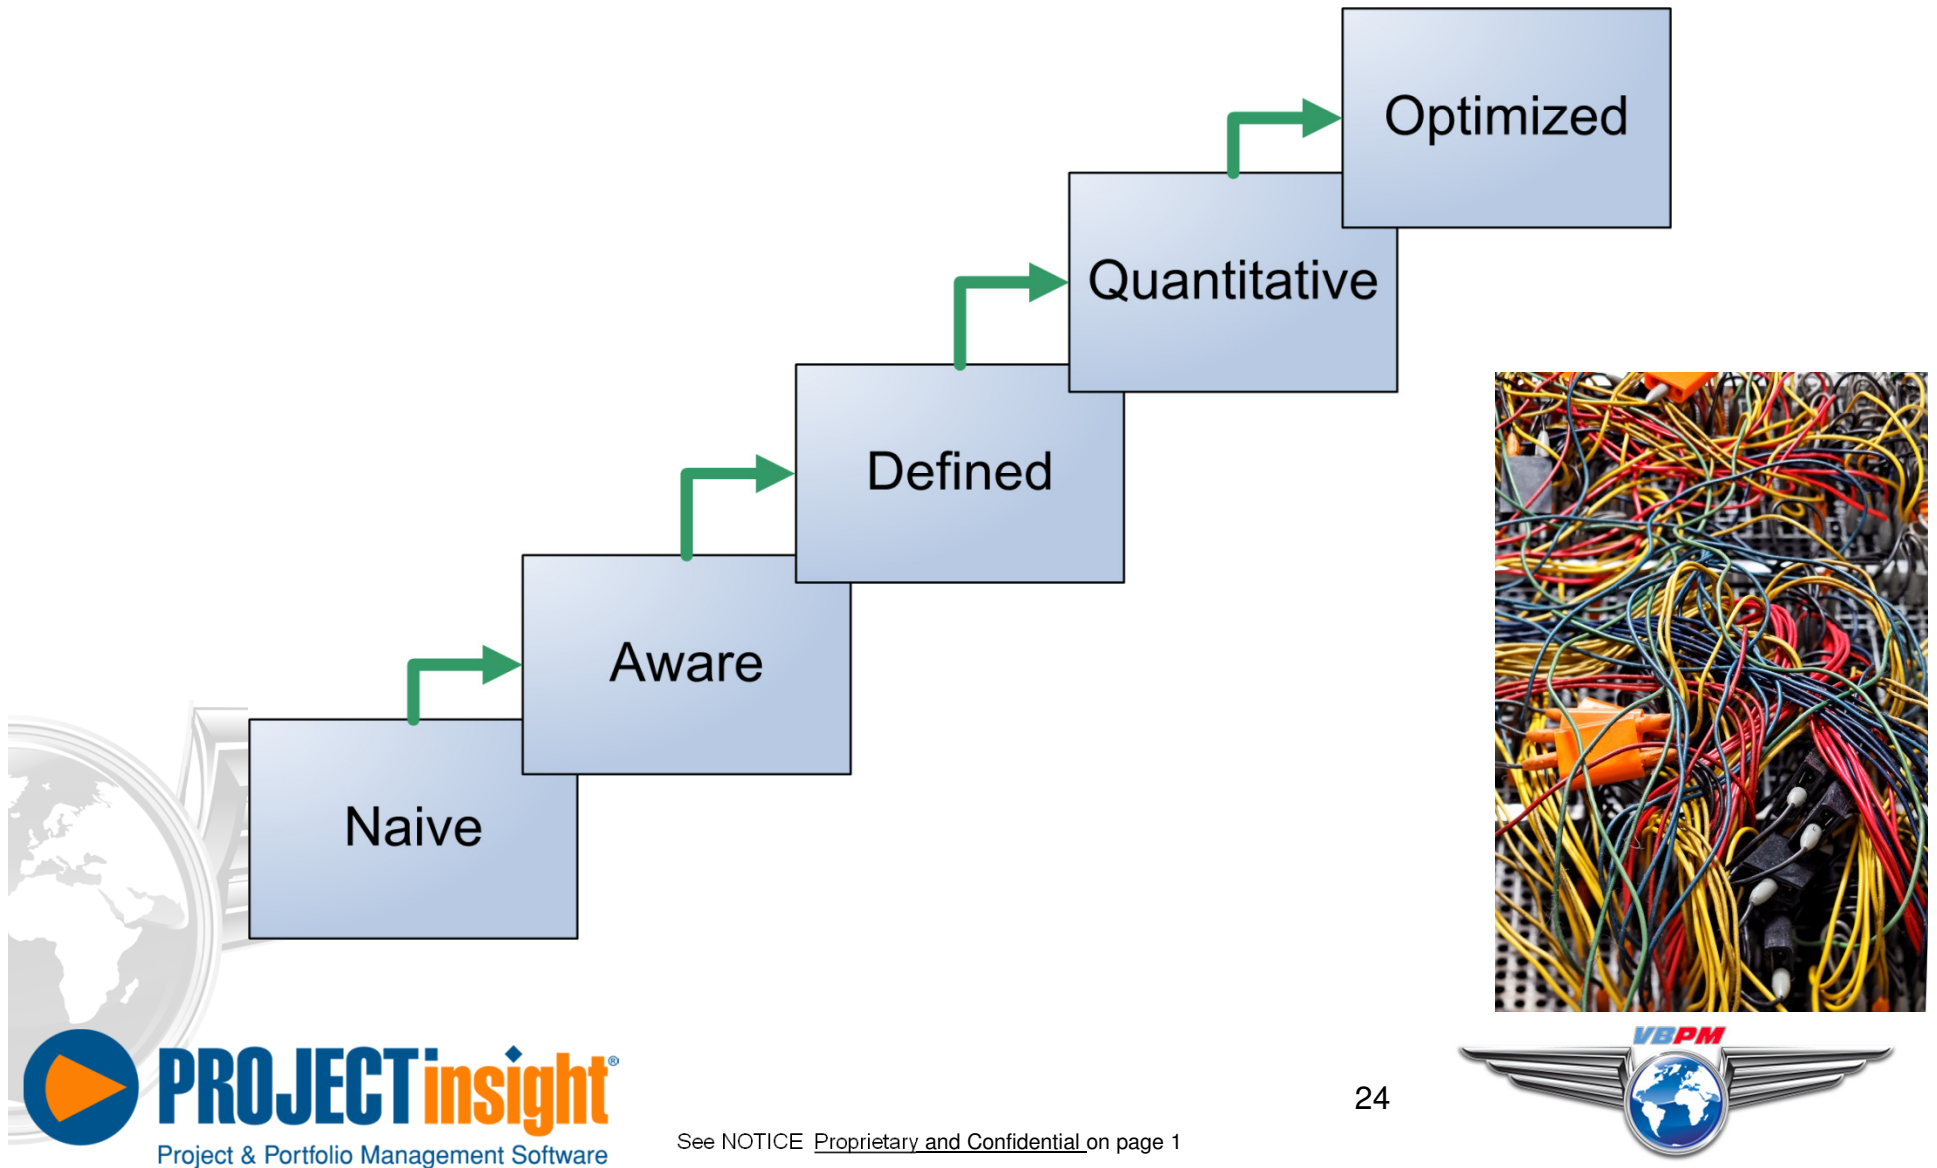 Optimized
Quantitative
Defined
Aware
Naive
VBPM
PROJECTinsight®
24
See NOTICE Proprietary and Confidential on page 1
Project & Portfolio Management Software